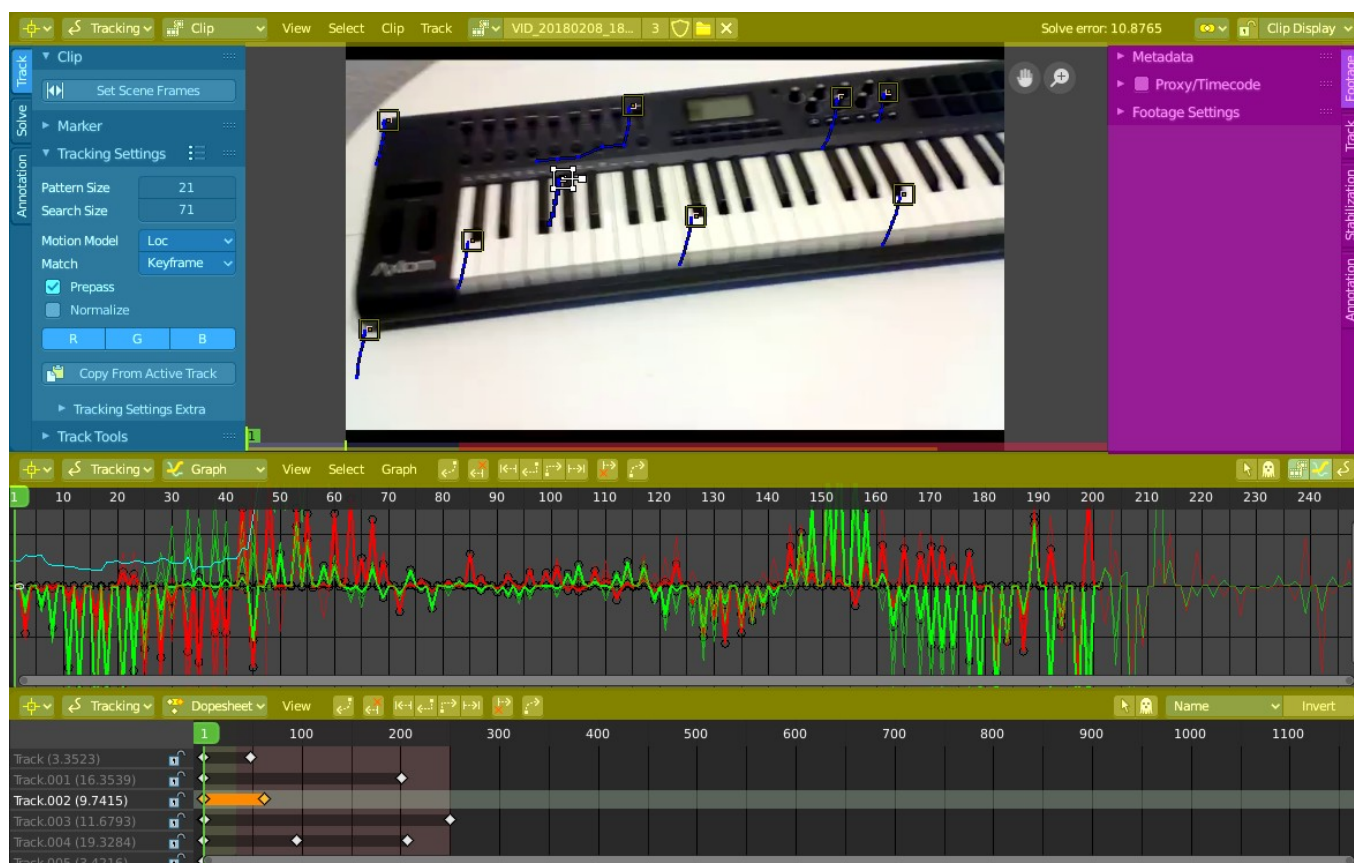 Tracking Clip View Select Clip Track VID_20180208_18... 3 Solve error: 10.8765 Clip Display
Track
Solve
Annotation
Clip
Set Scene Frames
Marker
Tracking Settings
Pattern Size 21
Search Size 71
Motion Model Loc
Match Keyframe
Prepass
Normalize
R G B
Copy From Active Track
Tracking Settings Extra
Track Tools
1
Axiom
Metadata
Proxy/Timecode
Footage Settings
Footage
Track
Stabilization
Annotation
Tracking Graph View Select Graph
1 10 20 30 40 50 60 70 80 90 100 110 120 130 140 150 160 170 180 190 200 210 220 230 240
Tracking Dopesheet View Name Invert
1 100 200 300 400 500 600 700 800 900 1000 1100
Track (3.3523)
Track.001 (16.3539)
Track.002 (9.7415)
Track.003 (11.6793)
Track.004 (19.3284)
Track.005 (3.4216)